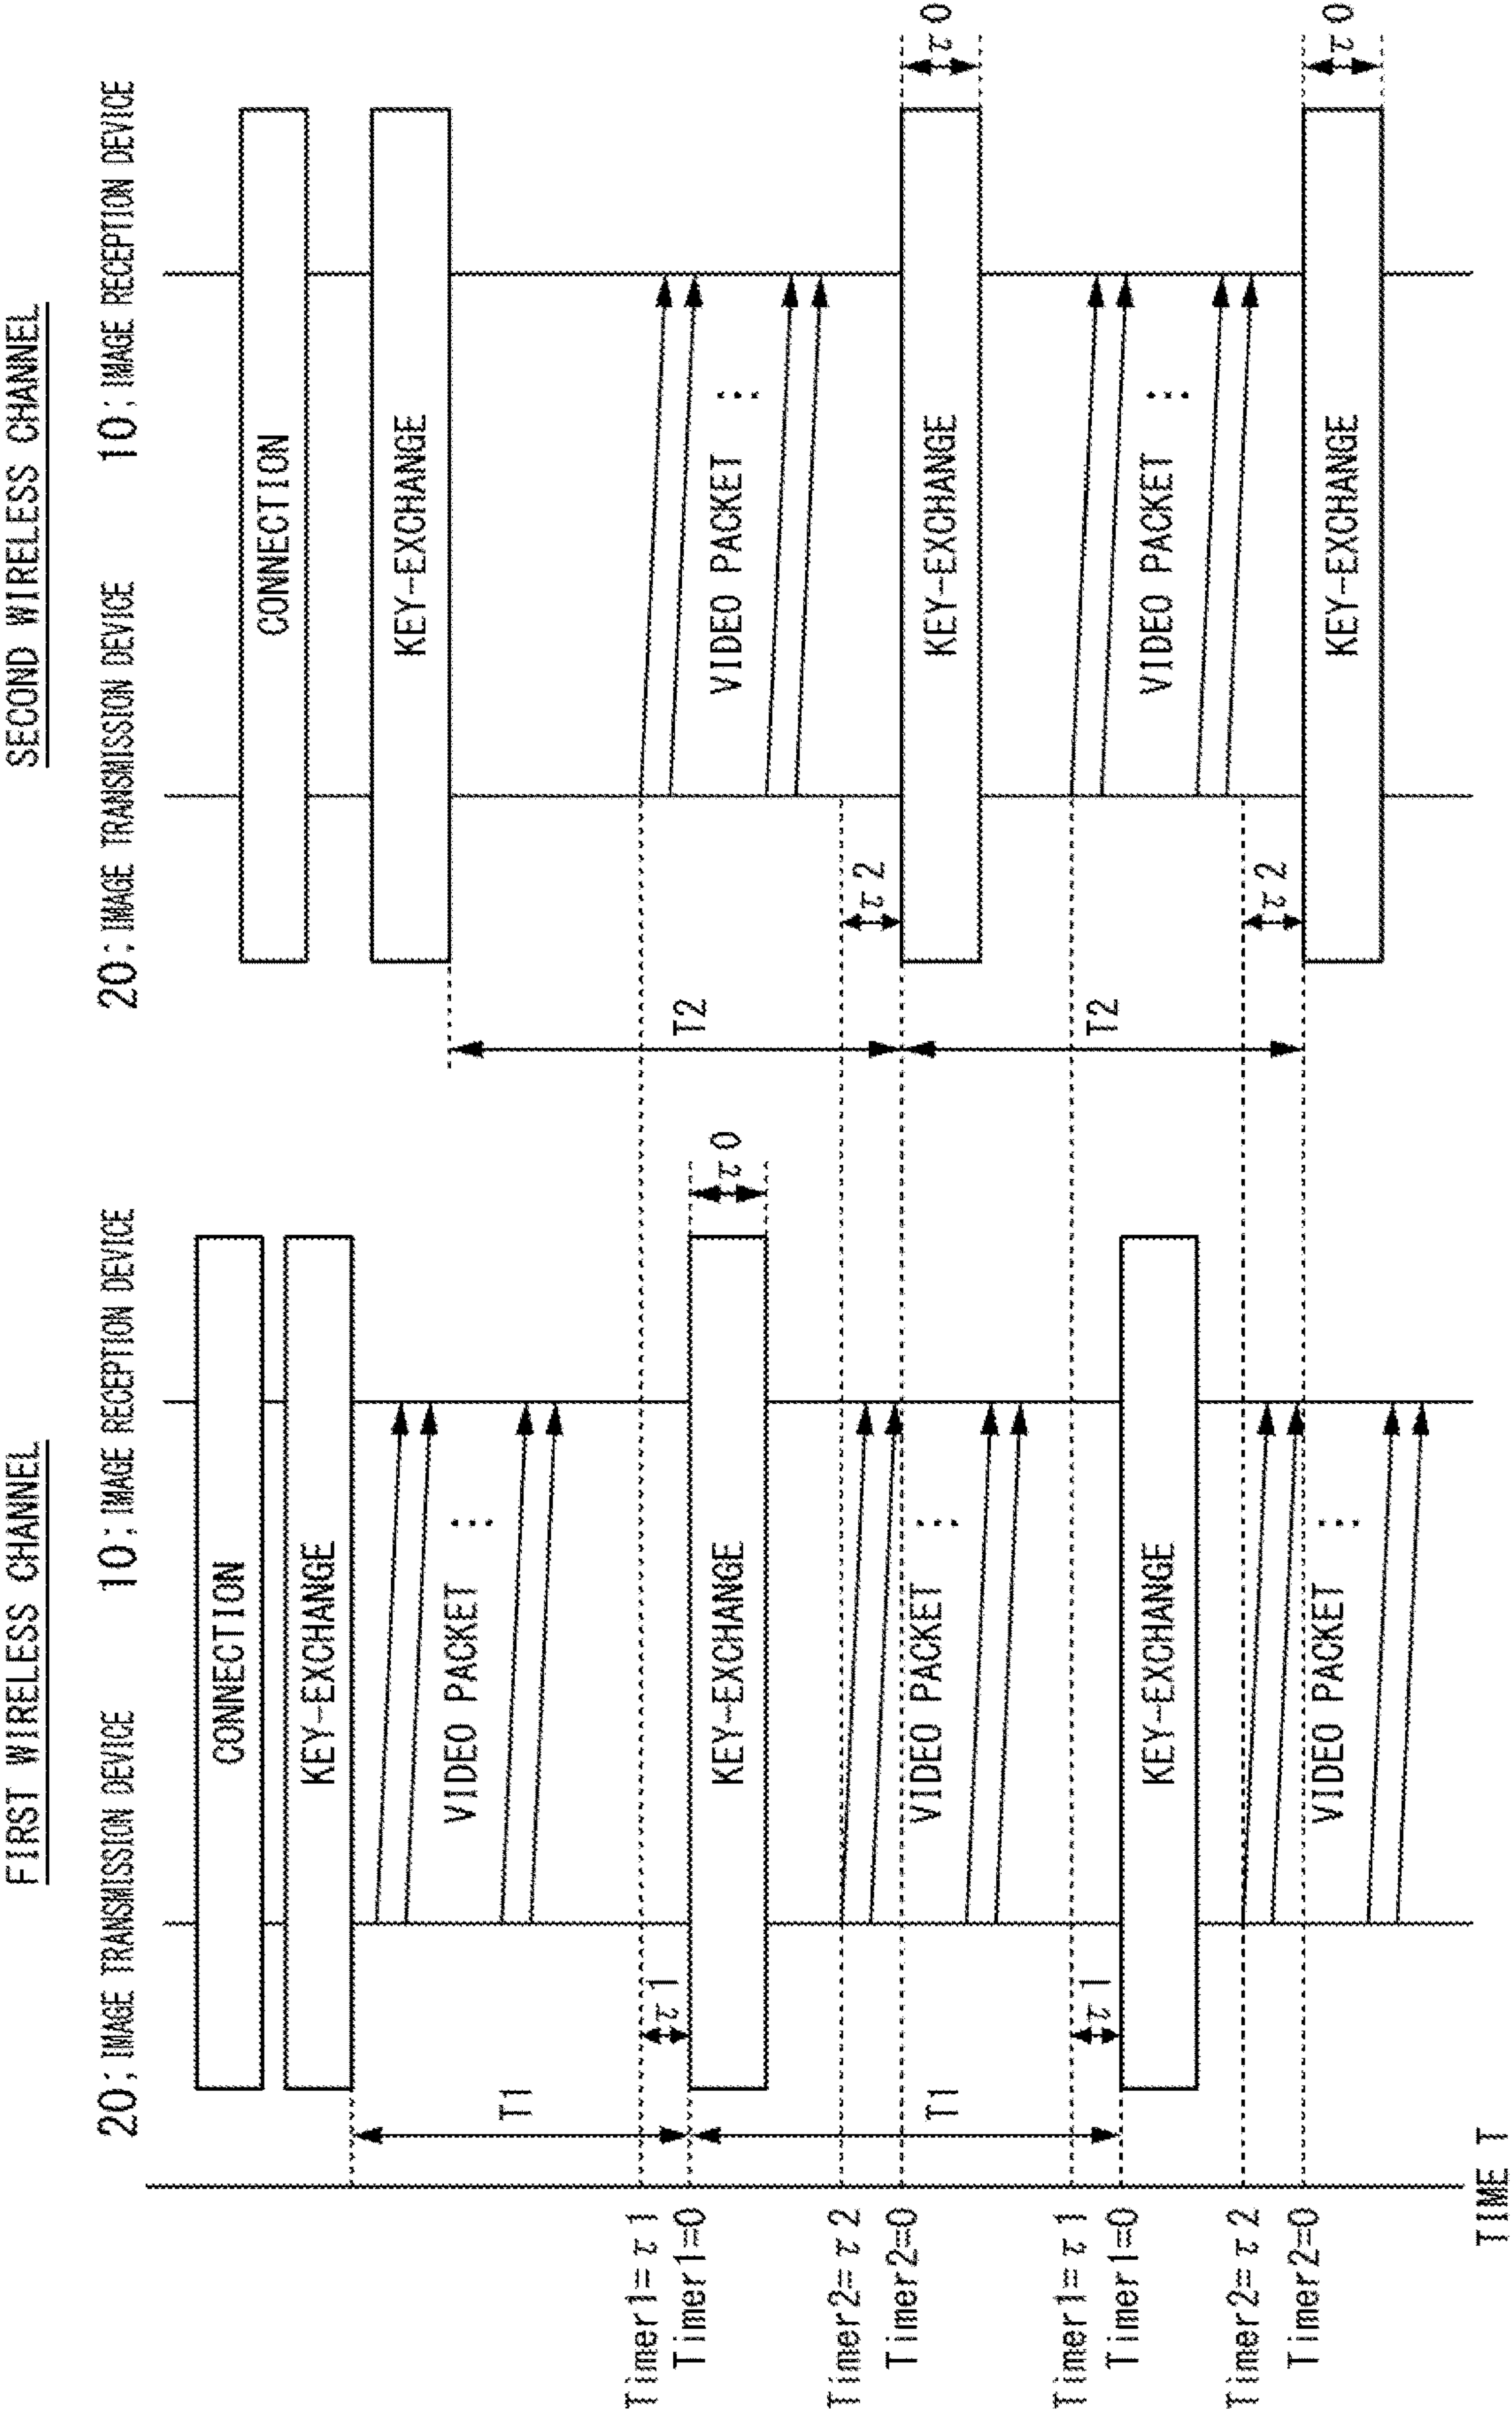 FIRST WIRELESS CHANNEL
SECOND WIRELESS CHANNEL
20; IMAGE TRANSMISSION DEVICE
10; IMAGE RECEPTION DEVICE
20; IMAGE TRANSMISSION DEVICE
10; IMAGE RECEPTION DEVICE
CONNECTION
CONNECTION
KEY-EXCHANGE
KEY-EXCHANGE
T1
VIDEO PACKET ...
Timer1=τ1
τ1
T2
VIDEO PACKET ...
Timer1=0
KEY-EXCHANGE
τ0
Timer2=τ2
τ2
Timer2=0
T1
VIDEO PACKET ...
KEY-EXCHANGE
τ0
Timer1=τ1
τ1
T2
VIDEO PACKET ...
Timer1=0
KEY-EXCHANGE
Timer2=τ2
τ2
Timer2=0
VIDEO PACKET ...
KEY-EXCHANGE
τ0
TIME T